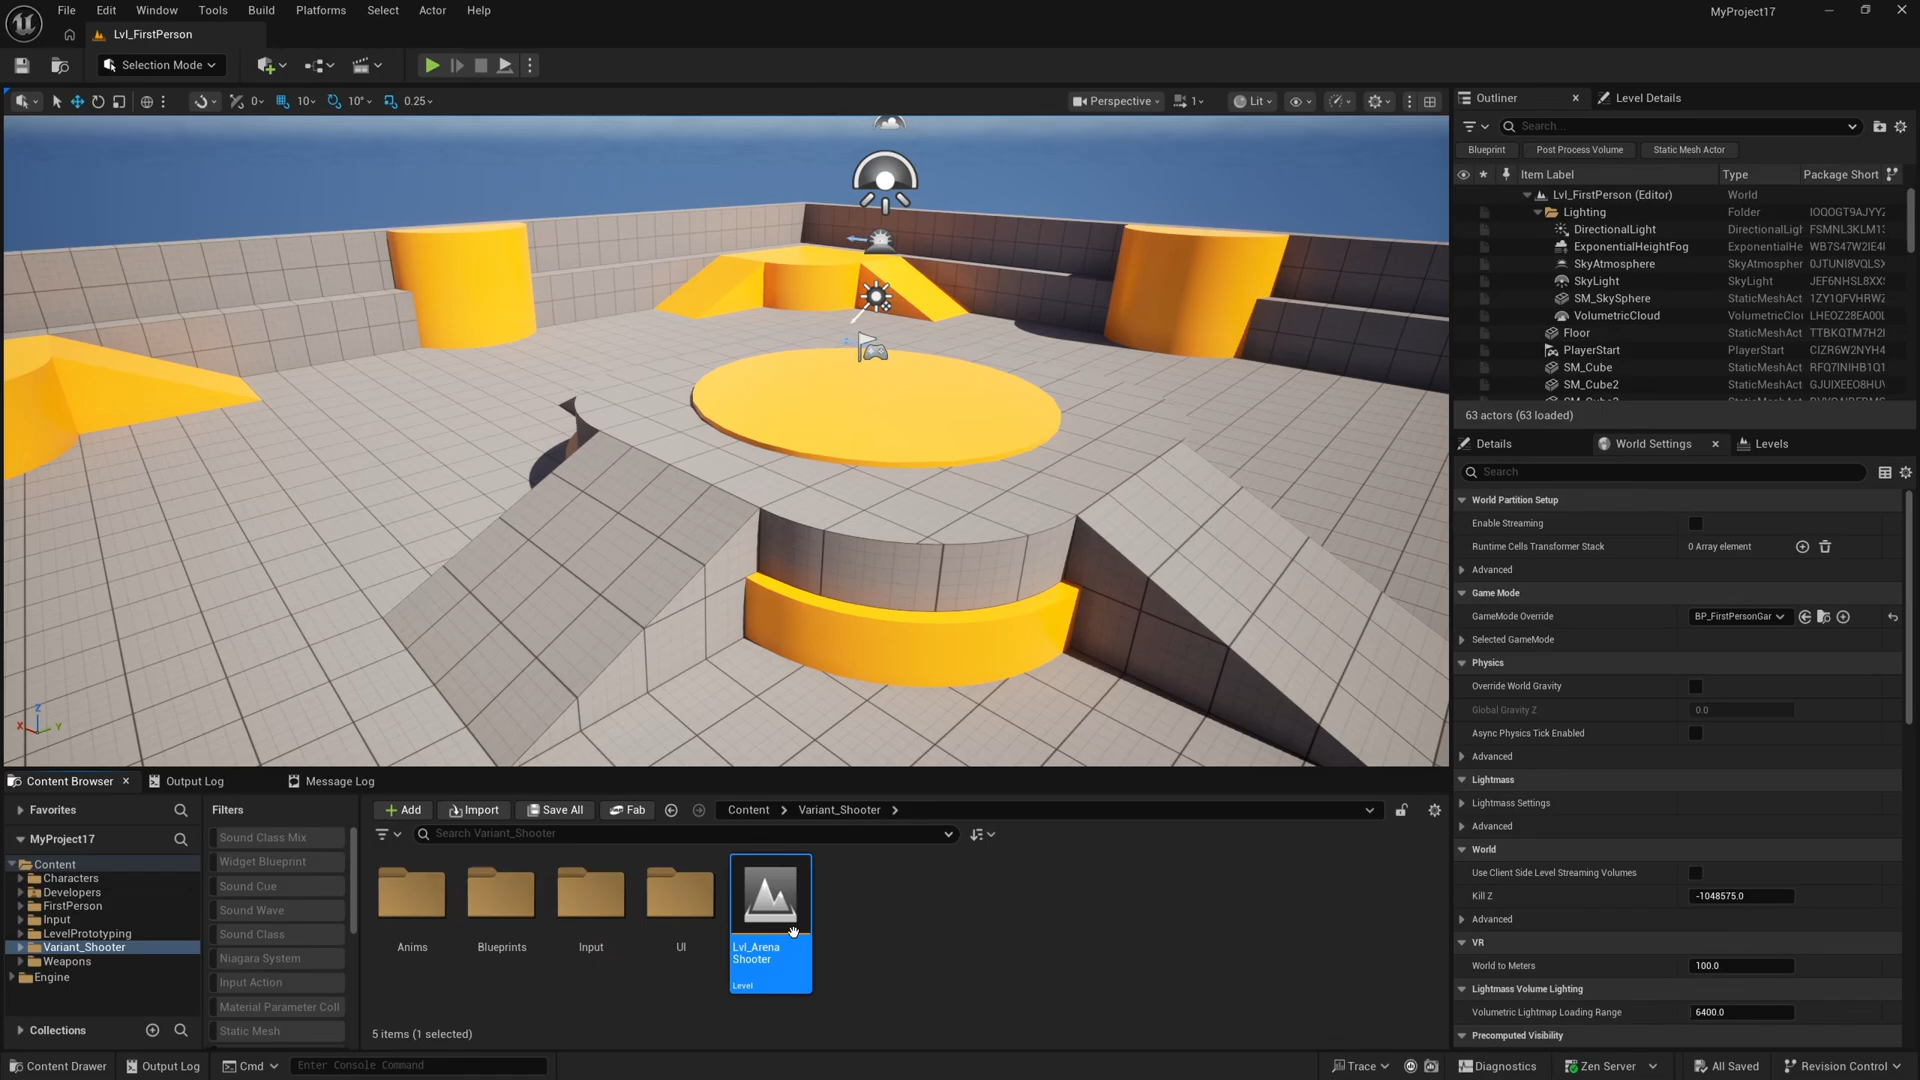 File Edit Window Tools Build Platforms Select Actor Help
MyProject17
Lvl_FirstPerson
Selection Mode
0 10 10° 0.25
Perspective 1 Lit
Outliner Level Details
Search...
Blueprint Post Process Volume Static Mesh Actor
Item Label Type Package Short
Lvl_FirstPerson (Editor) World
Lighting Folder
DirectionalLight
ExponentialHeightFog
SkyAtmosphere
SkyLight SkyLight
SM_SkySphere
VolumetricCloud
Floor
PlayerStart PlayerStart
SM_Cube
SM_Cube2
63 actors (63 loaded)
Details World Settings Levels
Search
World Partition Setup
Enable Streaming
Runtime Cells Transformer Stack 0 Array element
Advanced
Game Mode
GameMode Override BP_FirstPersonGar
Selected GameMode
Physics
Override World Gravity
Global Gravity Z 0.0
Async Physics Tick Enabled
Advanced
Lightmass
Lightmass Settings
Advanced
World
Use Client Side Level Streaming Volumes
Kill Z -1048575.0
Advanced
VR
World to Meters 100.0
Lightmass Volume Lighting
Volumetric Lightmap Loading Range 6400.0
Precomputed Visibility
Z
X Y
Content Browser Output Log Message Log
Favorites
MyProject17
Content
Characters
Developers
FirstPerson
Input
LevelPrototyping
Variant_Shooter
Weapons
Engine
Collections
Filters
Sound Class Mix
Widget Blueprint
Sound Cue
Sound Wave
Sound Class
Niagara System
Input Action
Material Parameter Coll
Static Mesh
Add Import Save All Fab Content Variant_Shooter
Search Variant_Shooter
Anims Blueprints Input UI
Lvl_Arena
Shooter
Level
5 items (1 selected)
Content Drawer Output Log Cmd Enter Console Command
Trace Diagnostics Zen Server All Saved Revision Control